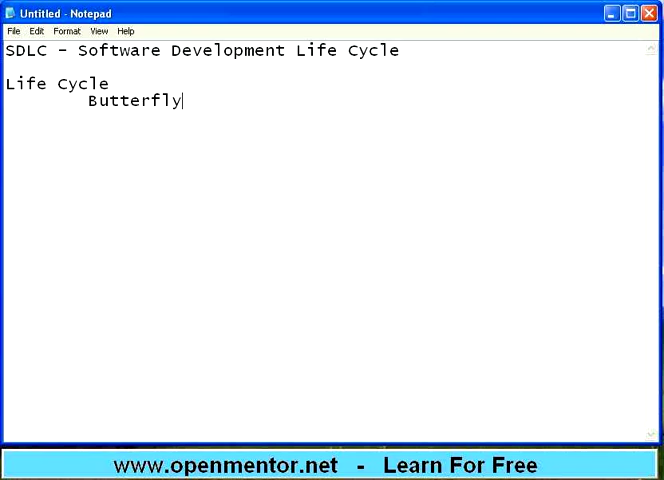 Untitled - Notepad
File Edit Format View Help
SDLC - Software Development Life Cycle
Life Cycle
Butterfly
www.openmentor.net - Learn For Free